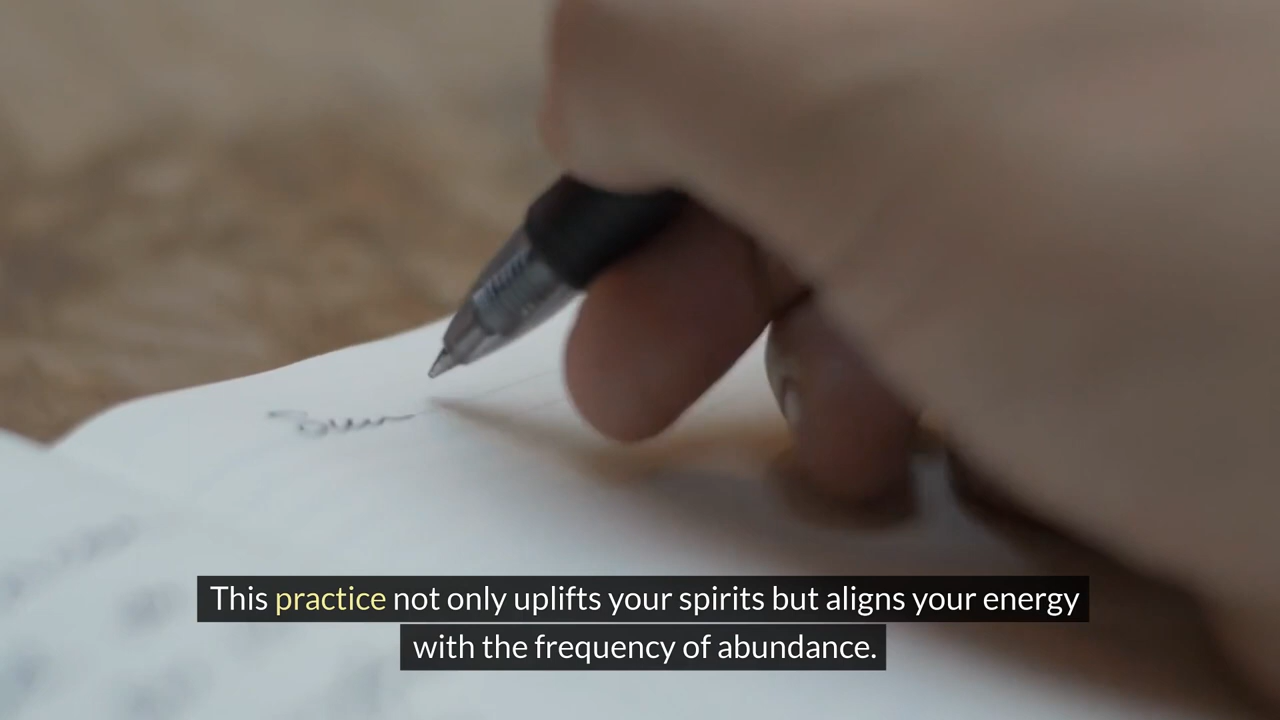 This practice not only uplifts your spirits but aligns your energy
with the frequency of abundance.